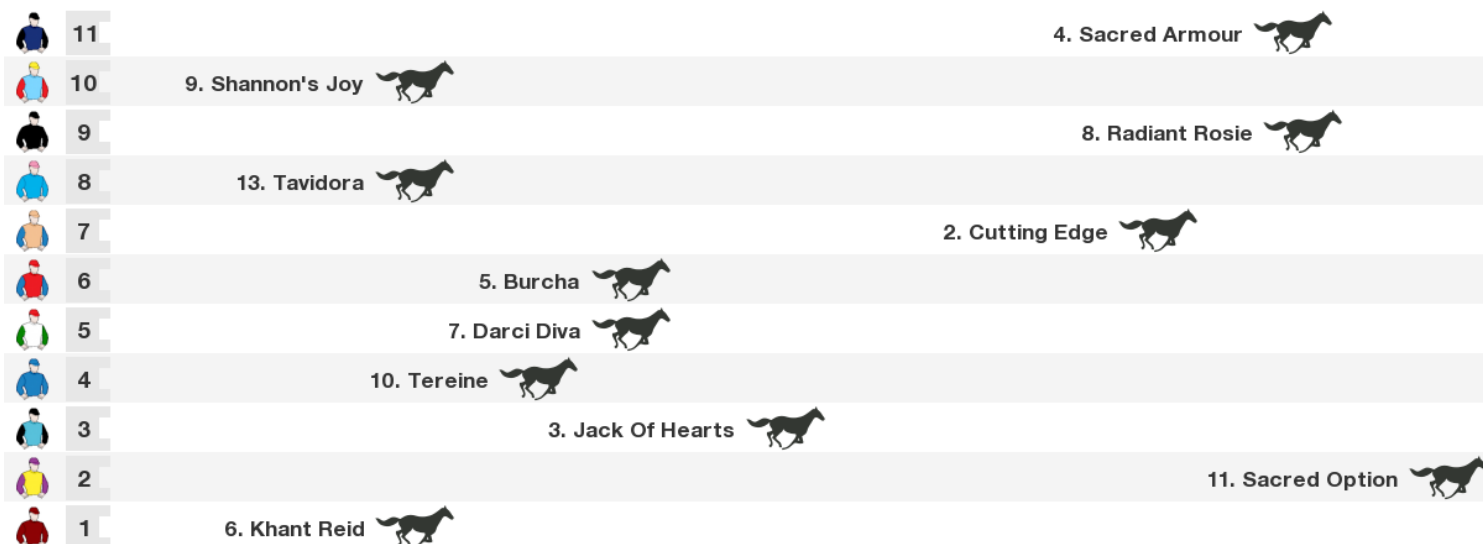 11 4. Sacred Armour
10 9. Shannon's Joy
9 8. Radiant Rosie
8 13. Tavidora
7 2. Cutting Edge
6 5. Burcha
5 7. Darci Diva
4 10. Tereine
3 3. Jack Of Hearts
2 11. Sacred Option
1 6. Khant Reid